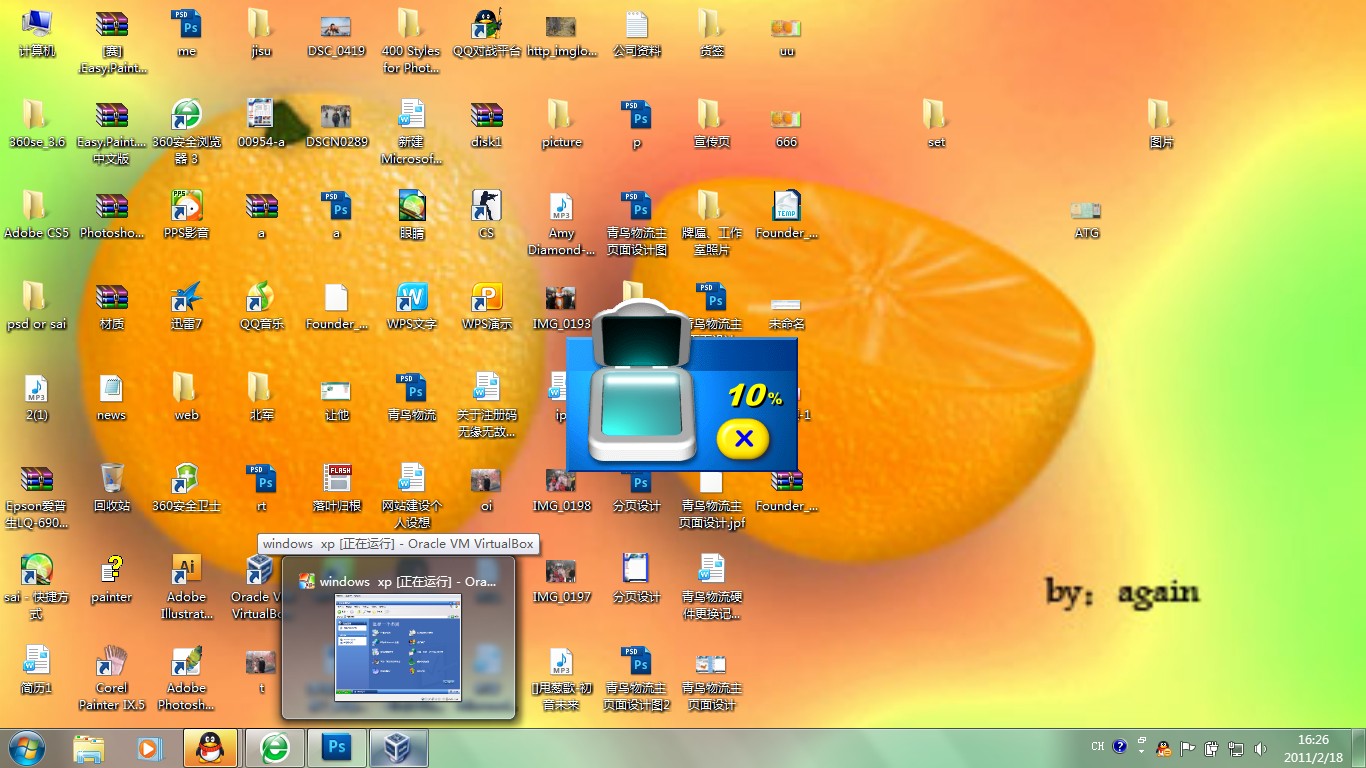 计算机
[赛]
.Easy.Paint...
me
jisu
DSC_0419
400 Styles
for Phot...
QQ对战平台
http_imglo...
公司资料
货签
uu
360se_3.6
Easy.Paint....
中文版
360安全浏览
器 3
00954-a
DSCN0289
新建
Microsof...
disk1
picture
p
宣传页
666
set
图片
Adobe CS5
Photosho...
PPS影音
a
a
眼睛
CS
Amy
Diamond-...
青鸟物流主
页面设计图
牌匾、工作
室照片
Founder_...
ATG
psd or sai
材质
迅雷7
QQ音乐
Founder_...
WPS文字
WPS演示
IMG_0193
青鸟物流主
未命名
10%
2(1)
news
web
北军
让他
青鸟物流
关于注册码
无缘无故...
ip
-1
Epson爱普
生LQ-690...
回收站
360安全卫士
rt
落叶归根
网站建设个
人设想
oi
IMG_0198
分页设计
青鸟物流主
页面设计.jpf
Founder_...
windows xp [正在运行] - Oracle VM VirtualBox
sai - 快捷方
式
painter
Adobe
Illustrat...
Oracle V
VirtualBo
windows xp [正在运行] - Ora...
IMG_0197
分页设计
青鸟物流硬
件更换记...
by：again
简历1
Corel
Painter IX.5
Adobe
Photosh...
t
[]甩葱歌-初
音未来
青鸟物流主
页面设计图2
青鸟物流主
页面设计
CH
16:26
2011/2/18